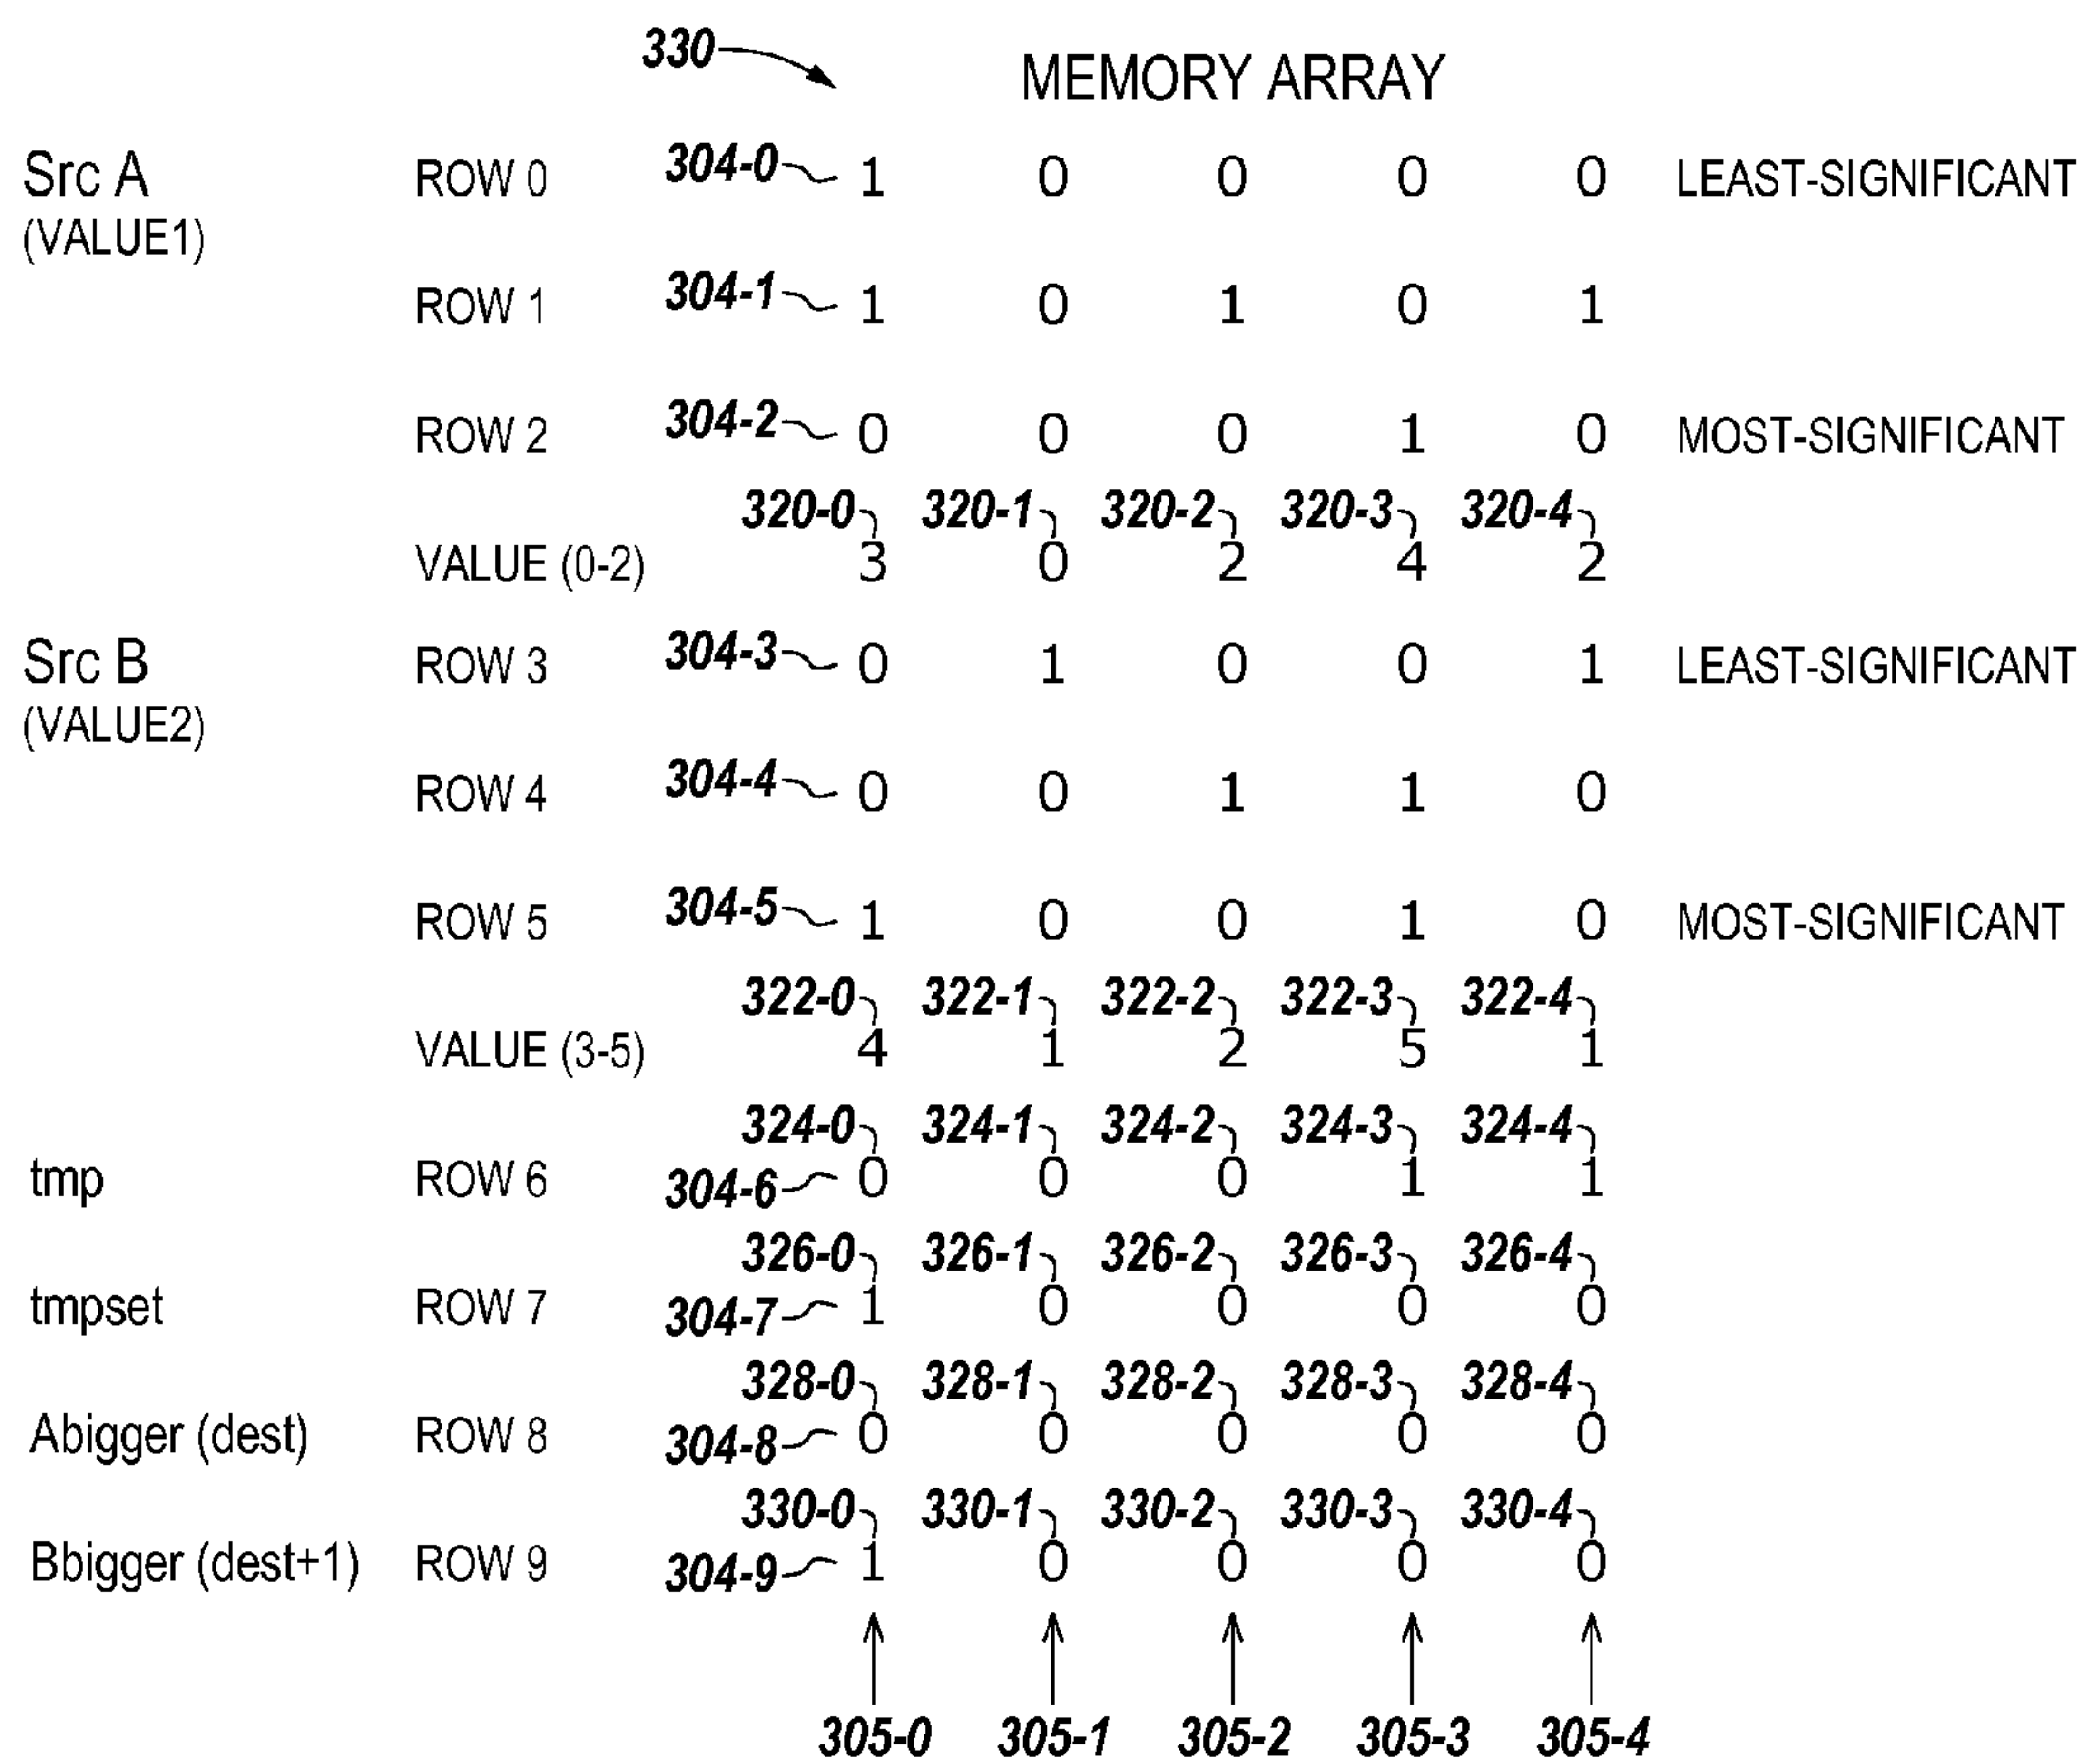 330 MEMORY ARRAY
Src A ROW 0 304-0 1 0 0 0 0 LEAST-SIGNIFICANT
(VALUE1)
ROW 1 304-1 1 0 1 0 1
ROW 2 304-2 0 0 0 1 0 MOST-SIGNIFICANT
320-0 320-1 320-2 320-3 320-4
VALUE (0-2) 3 0 2 4 2
Src B ROW 3 304-3 0 1 0 0 1 LEAST-SIGNIFICANT
(VALUE2)
ROW 4 304-4 0 0 1 1 0
ROW 5 304-5 1 0 0 1 0 MOST-SIGNIFICANT
322-0 322-1 322-2 322-3 322-4
VALUE (3-5) 4 1 2 5 1
324-0 324-1 324-2 324-3 324-4
tmp ROW 6 304-6 0 0 0 1 1
326-0 326-1 326-2 326-3 326-4
tmpset ROW 7 304-7 1 0 0 0 0
328-0 328-1 328-2 328-3 328-4
Abigger (dest) ROW 8 304-8 0 0 0 0 0
330-0 330-1 330-2 330-3 330-4
Bbigger (dest+1) ROW 9 304-9 1 0 0 0 0
305-0 305-1 305-2 305-3 305-4